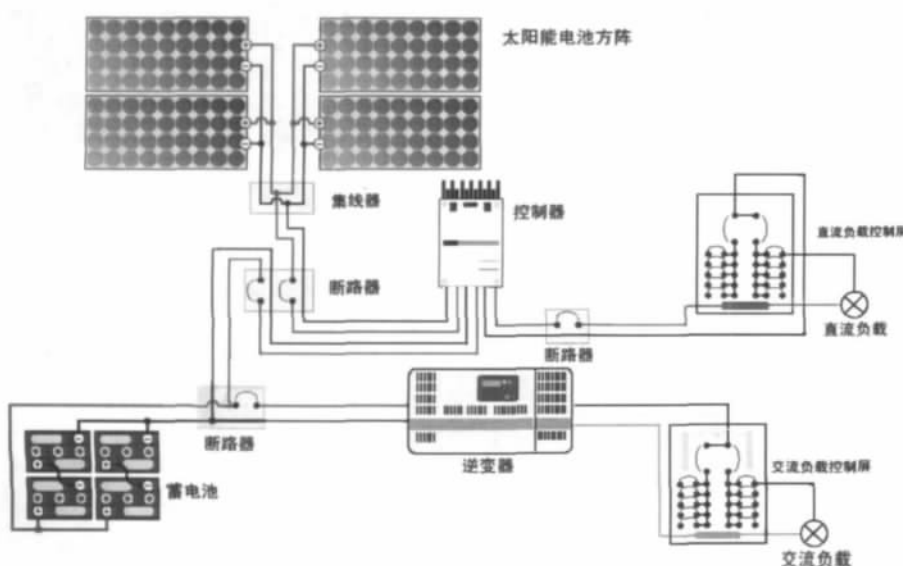 太阳能电池方阵
集线器
控制器
直流负载控制屏
断路器
直流负载
断路器
断路器
逆变器
交流负载控制屏
蓄电池
交流负载